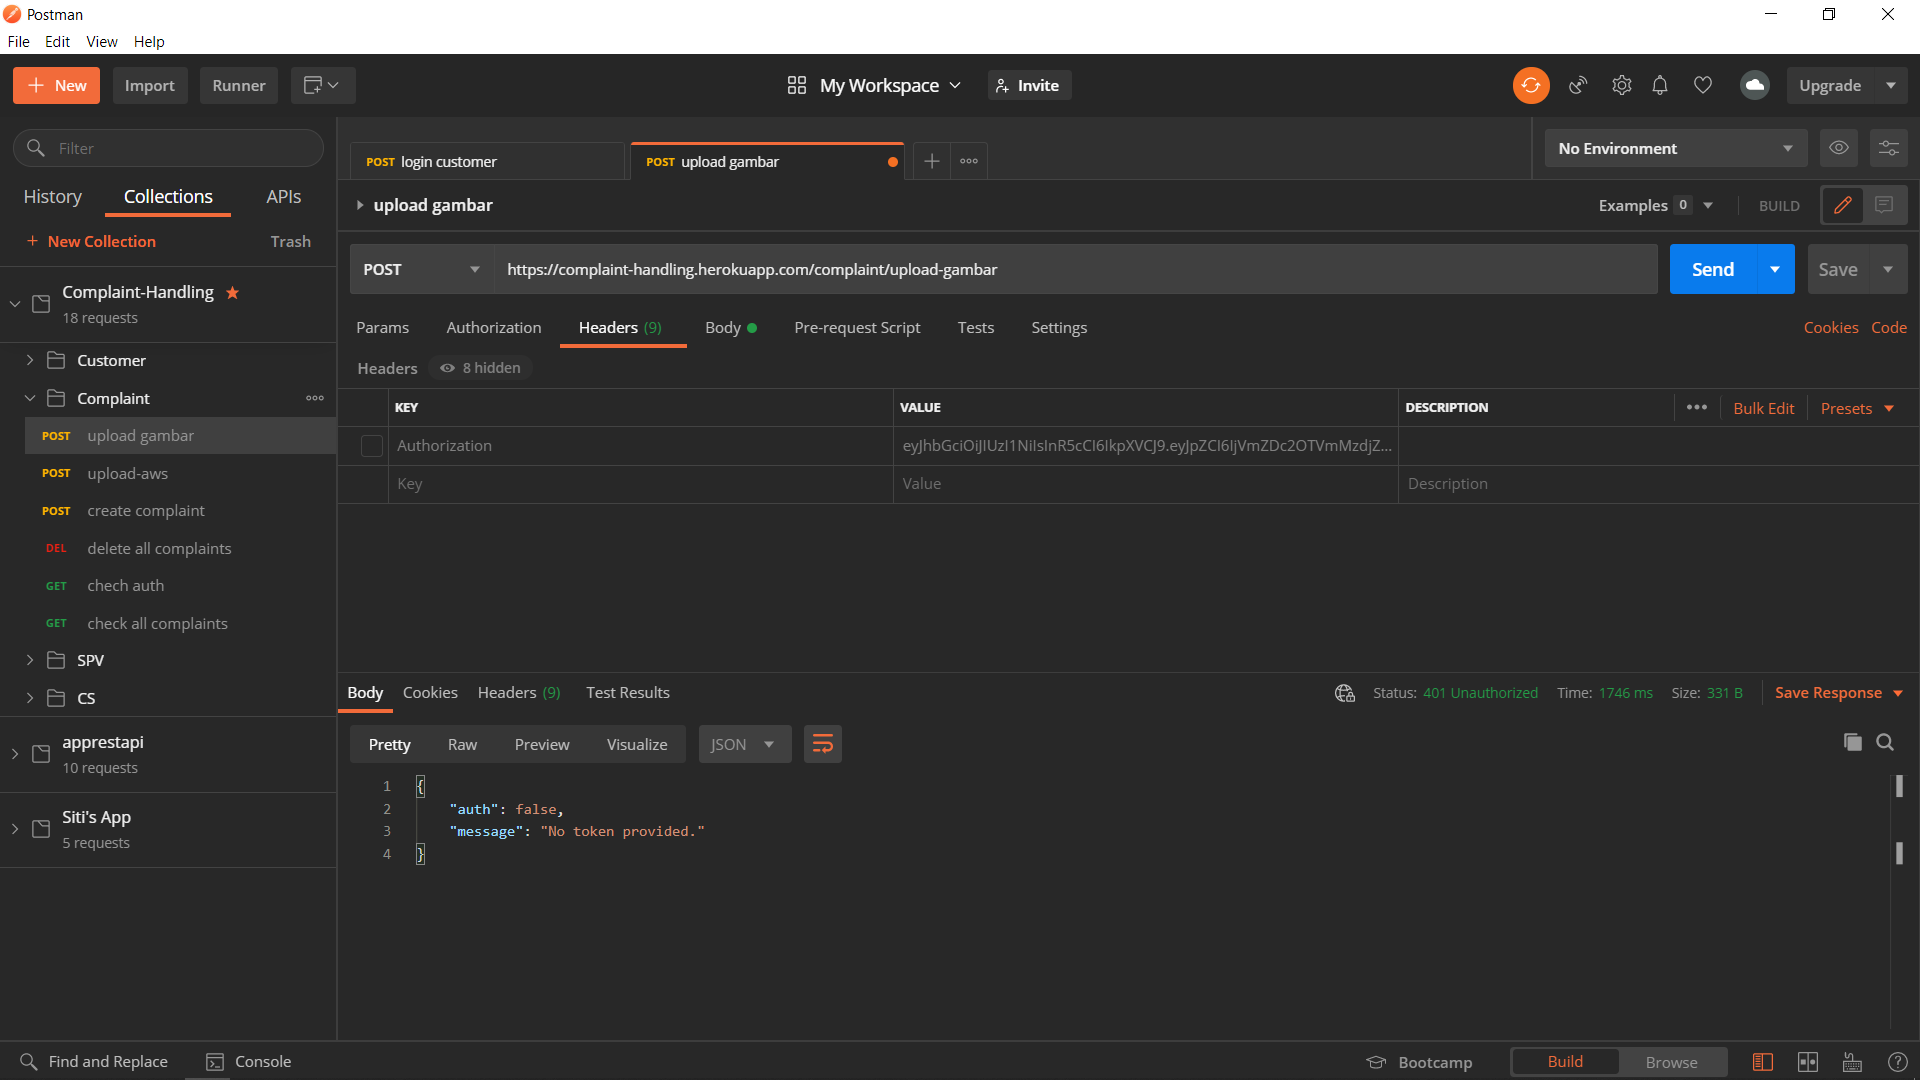 Postman
File Edit View Help
New Import Runner My Workspace Invite Upgrade
Filter
History Collections APIs
New Collection Trash
Complaint-Handling
18 requests
Customer
Complaint
POST upload gambar
POST upload-aws
POST create complaint
DEL delete all complaints
GET chech auth
GET check all complaints
SPV
CS
apprestapi
10 requests
Siti's App
5 requests
POST login customer POST upload gambar
No Environment
upload gambar Examples 0 BUILD
POST https://complaint-handling.herokuapp.com/complaint/upload-gambar Send Save
Params Authorization Headers (9) Body Pre-request Script Tests Settings Cookies Code
Headers 8 hidden
KEY VALUE DESCRIPTION Bulk Edit Presets
Authorization
Key Value Description
Body Cookies Headers (9) Test Results Status: 401 Unauthorized Time: 1746 ms Size: 331 B Save Response
Pretty Raw Preview Visualize JSON
1 {
2 "auth": false,
3 "message": "No token provided."
4 }
Find and Replace Console Bootcamp Build Browse